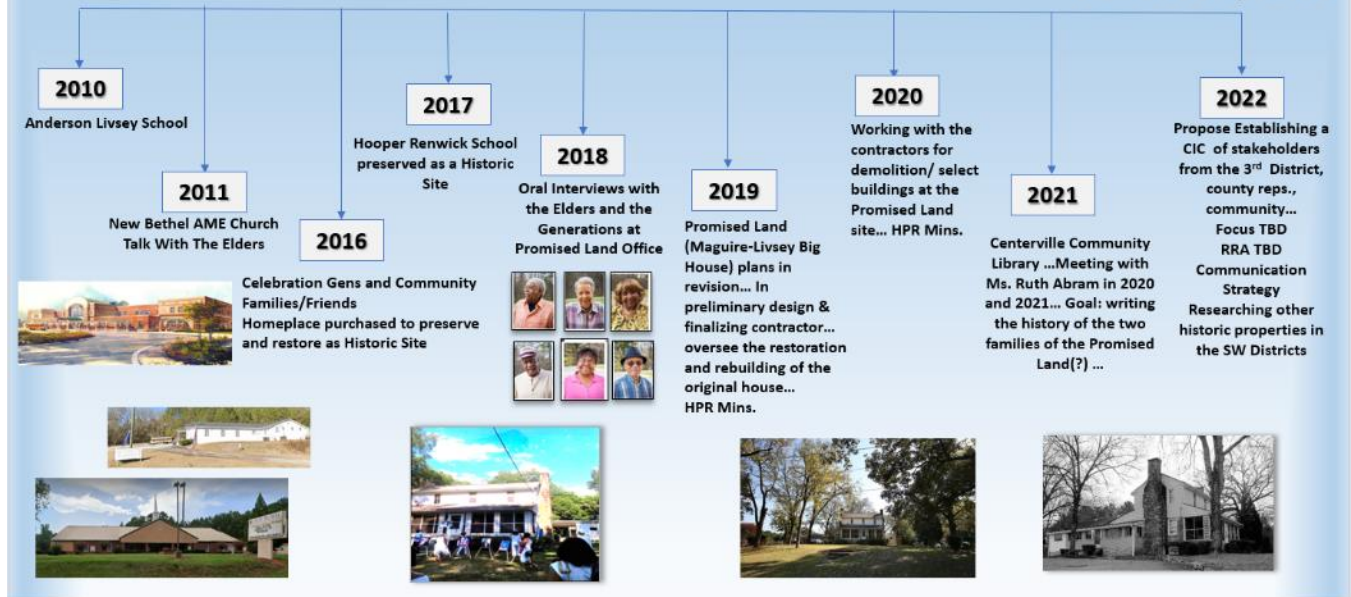 2010
Anderson Livsey School
2011
New Bethel AME Church
Talk With The Elders
2016
Celebration Gens and Community
Families/Friends
Homeplace purchased to preserve
and restore as Historic Site
2017
Hooper Renwick School
preserved as a Historic
Site
2018
Oral Interviews with
the Elders and the
Generations at
Promised Land Office
2019
Promised Land
(Maguire-Livsey Big
House) plans in
revision... In
preliminary design &
finalizing contractor...
oversee the restoration
and rebuilding of the
original house...
HPR Mins.
2020
Working with the
contractors for
demolition/ select
buildings at the
Promised Land
site... HPR Mins.
2021
Centerville Community
Library ...Meeting with
Ms. Ruth Abram in 2020
and 2021... Goal: writing
the history of the two
families of the Promised
Land(?) ...
2022
Propose Establishing a
CIC of stakeholders
from the 3rd District,
county reps.,
community...
Focus TBD
RRA TBD
Communication
Strategy
Researching other
historic properties in
the SW Districts